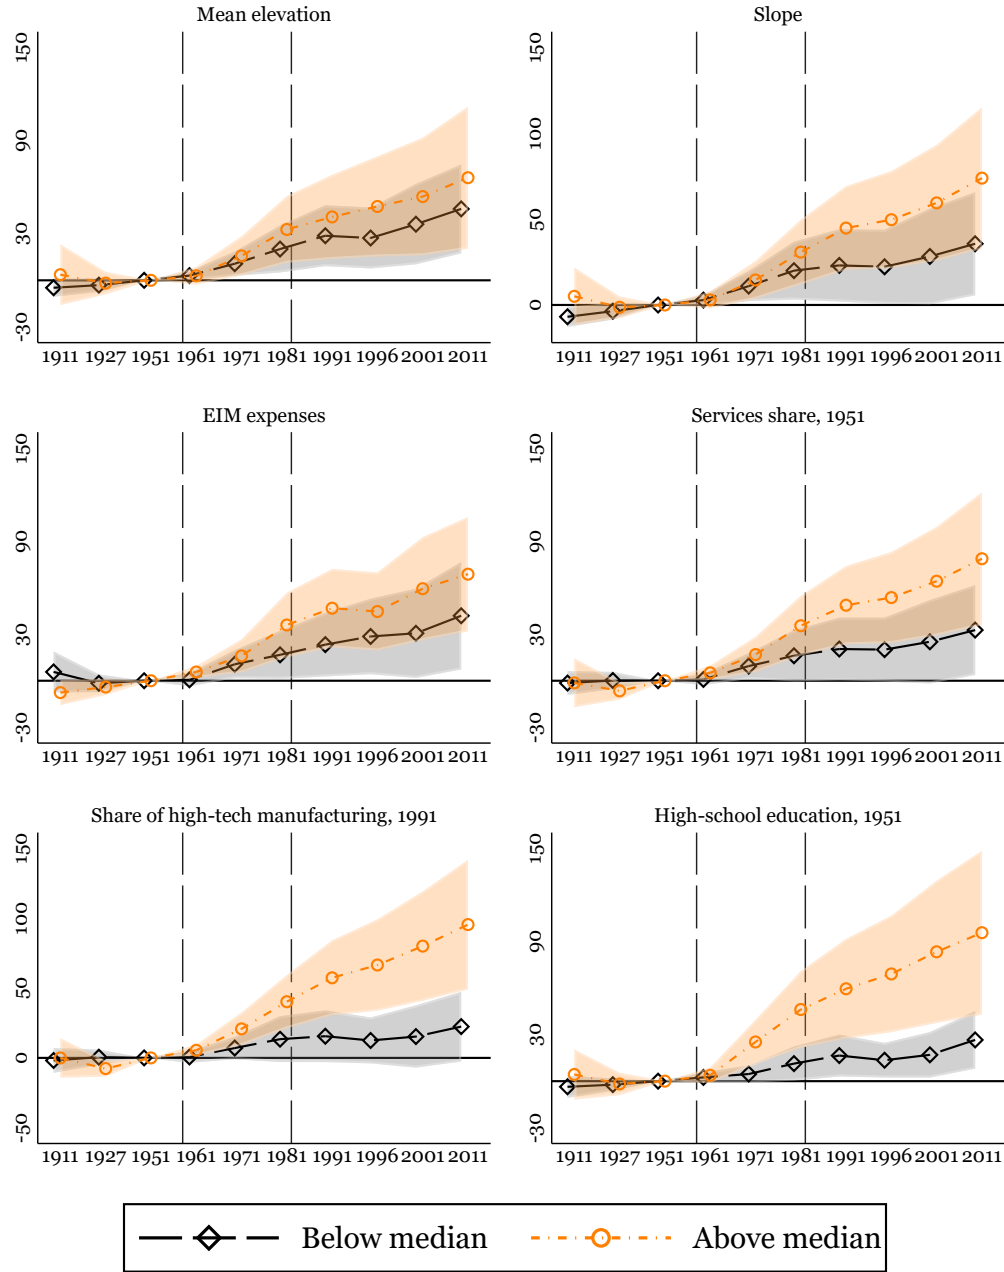 Mean elevation
150
90
30
-30
1911 1927 1951 1961 1971 1981 1991 1996 2001 2011
Slope
150
100
50
0
1911 1927 1951 1961 1971 1981 1991 1996 2001 2011
EIM expenses
150
90
30
-30
1911 1927 1951 1961 1971 1981 1991 1996 2001 2011
Services share, 1951
150
90
30
-30
1911 1927 1951 1961 1971 1981 1991 1996 2001 2011
Share of high-tech manufacturing, 1991
150
100
50
0
-50
1911 1927 1951 1961 1971 1981 1991 1996 2001 2011
High-school education, 1951
150
90
30
-30
1911 1927 1951 1961 1971 1981 1991 1996 2001 2011
Below median
Above median